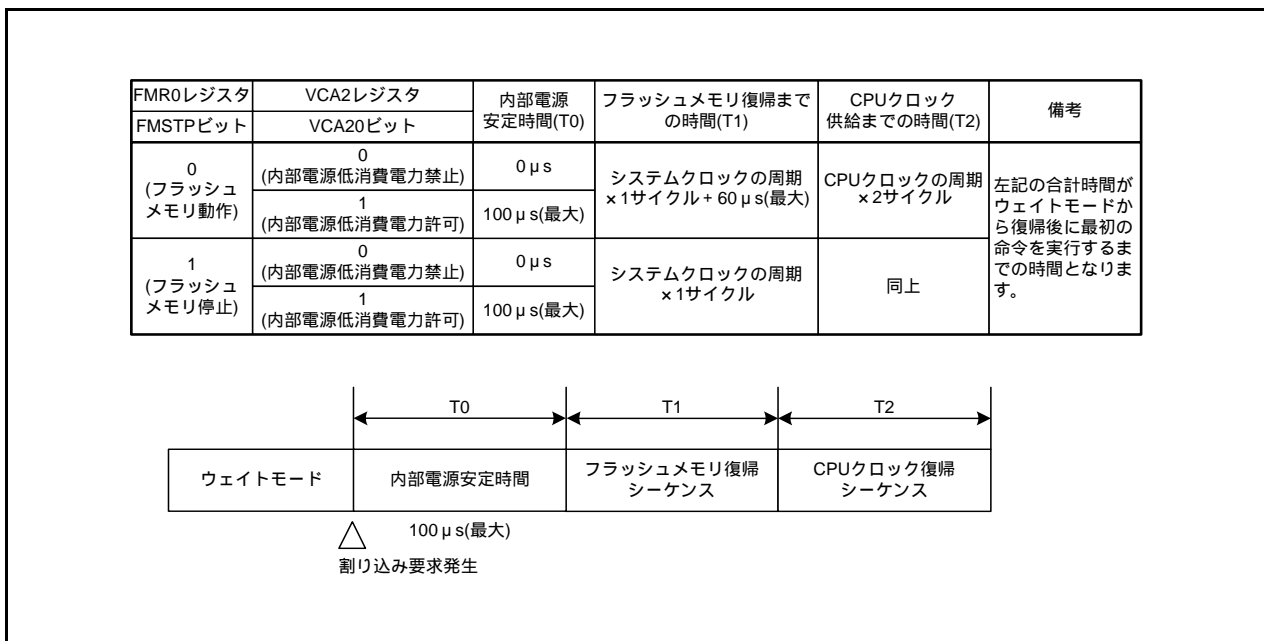 FMR0レジスタ
VCA2レジスタ
内部電源
安定時間(T0)
フラッシュメモリ復帰まで
の時間(T1)
CPUクロック
供給までの時間(T2)
備考
FMSTPビット
VCA20ビット
0
(フラッシュ
メモリ動作)
0
(内部電源低消費電力禁止)
0μs
システムクロックの周期
×1サイクル+60μs(最大)
CPUクロックの周期
×2サイクル
左記の合計時間が
ウェイトモードか
ら復帰後に最初の
命令を実行するま
での時間となりま
す。
1
(内部電源低消費電力許可)
100μs(最大)
1
(フラッシュ
メモリ停止)
0
(内部電源低消費電力禁止)
0μs
システムクロックの周期
×1サイクル
同上
1
(内部電源低消費電力許可)
100μs(最大)
T0
T1
T2
ウェイトモード
内部電源安定時間
フラッシュメモリ復帰
シーケンス
CPUクロック復帰
シーケンス
100μs(最大)
割り込み要求発生